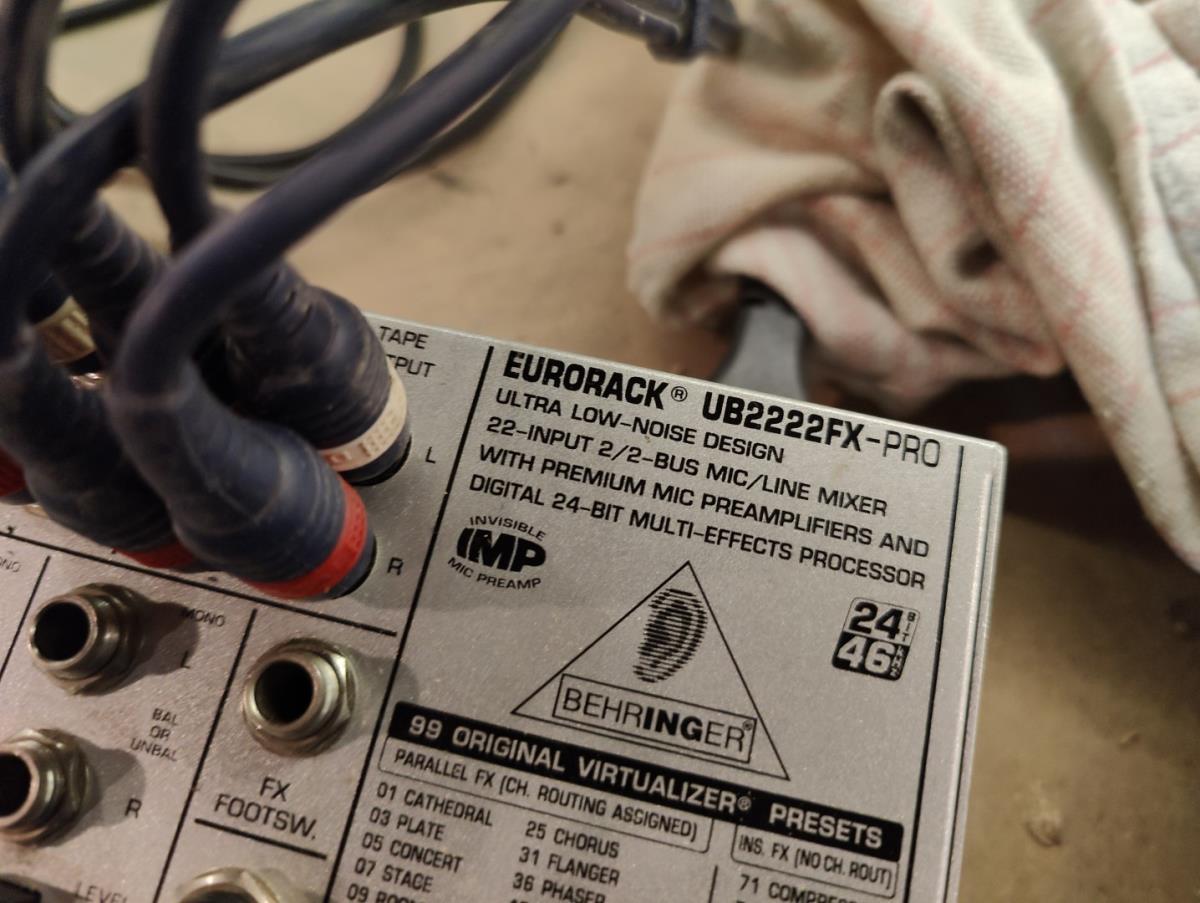 TAPE
L
R
EURORACK® UB2222FX-PRO
ULTRA LOW-NOISE DESIGN
22-INPUT 2/2-BUS MIC/LINE MIXER
WITH PREMIUM MIC PREAMPLIFIERS AND
DIGITAL 24-BIT MULTI-EFFECTS PROCESSOR
INVISIBLE
IMP
MIC PREAMP
24 BIT
46 kHz
BEHRINGER®
MONO
L
BAL
OR
UNBAL
R
LEVEL
FX
FOOTSW.
99 ORIGINAL VIRTUALIZER® PRESETS
PARALLEL FX (CH. ROUTING ASSIGNED)
INS. FX (NO CH. ROUT)
01 CATHEDRAL
03 PLATE
05 CONCERT
07 STAGE
09
25 CHORUS
31 FLANGER
36 PHASER
71